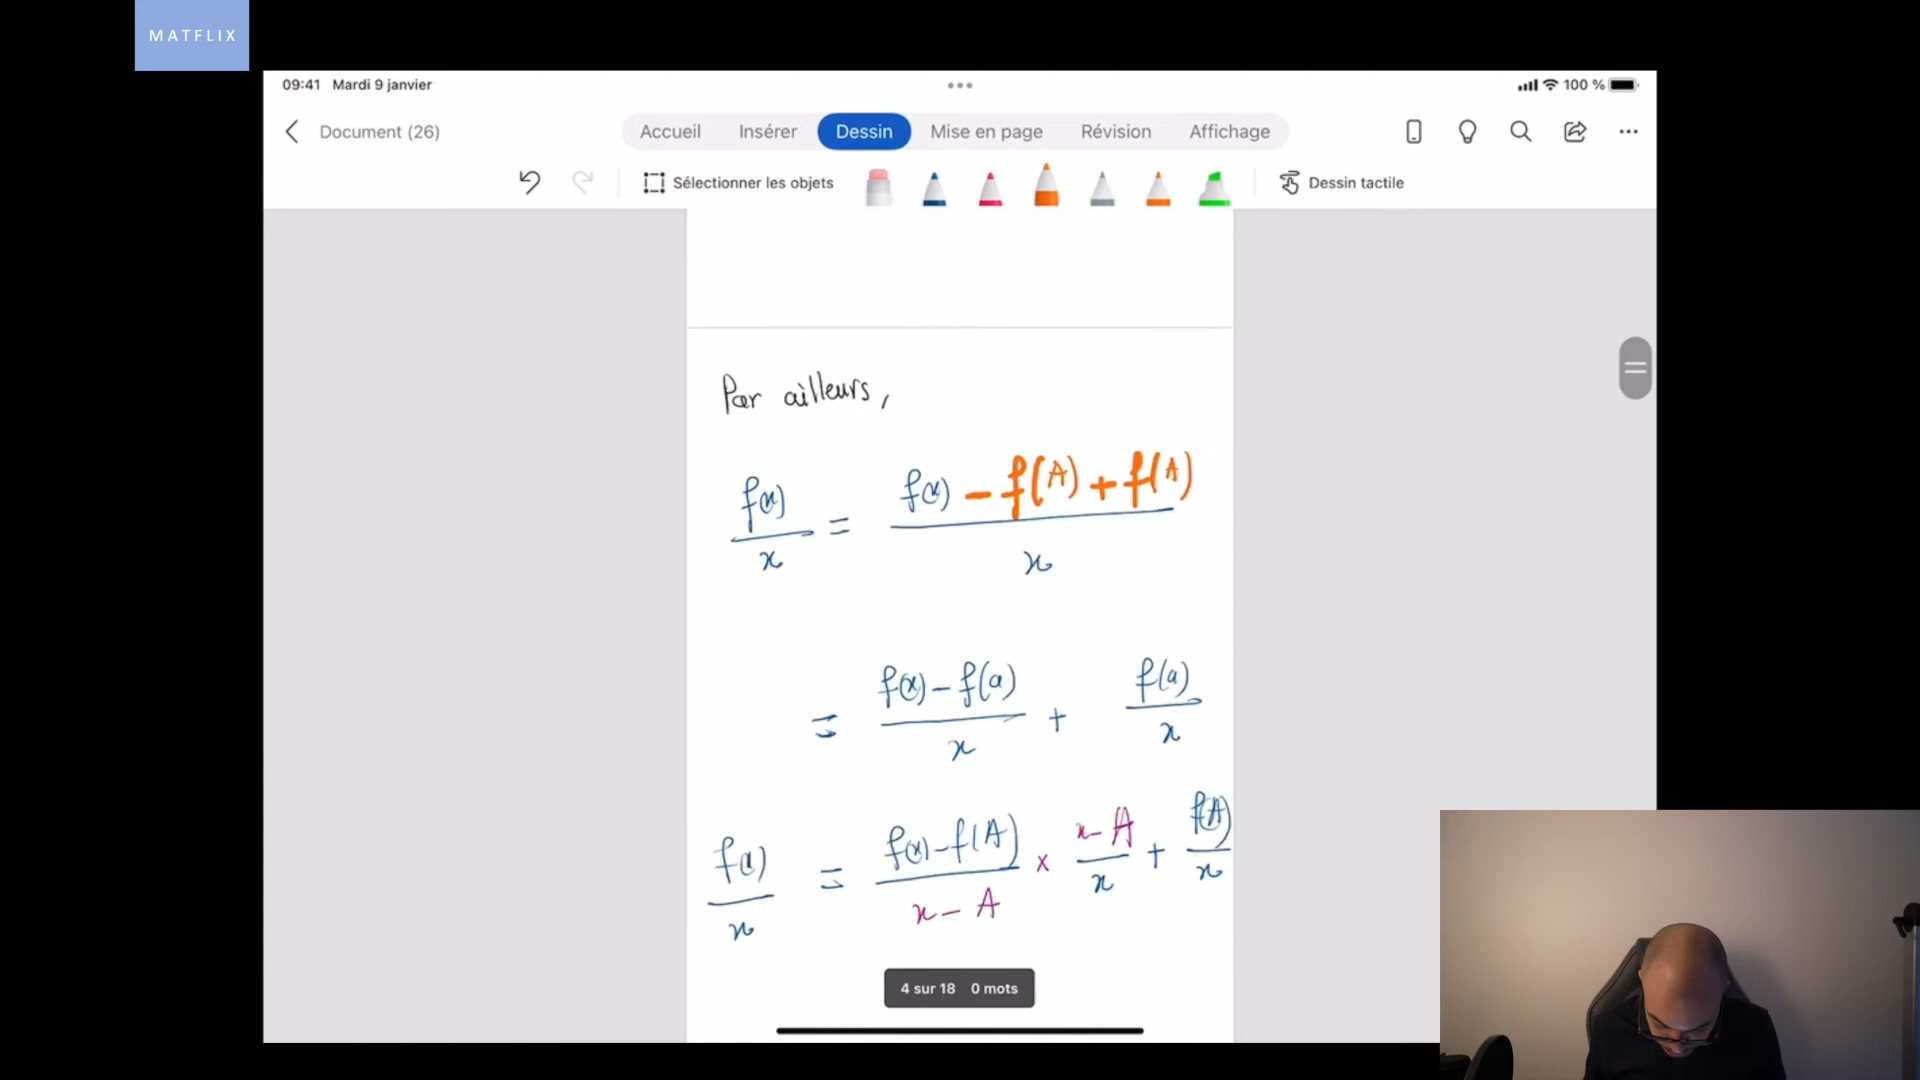 MATFLIX
09:41 Mardi 9 janvier
100 %
Document (26)
Accueil Insérer Dessin Mise en page Révision Affichage
Sélectionner les objets
Dessin tactile
Par ailleurs,
f(x)/x = (f(x) - f(A) + f(A))/x
= (f(x) - f(a))/x + f(a)/x
f(x)/x = (f(x) - f(A))/(x - A) × (x - A)/x + f(A)/x
4 sur 18 0 mots